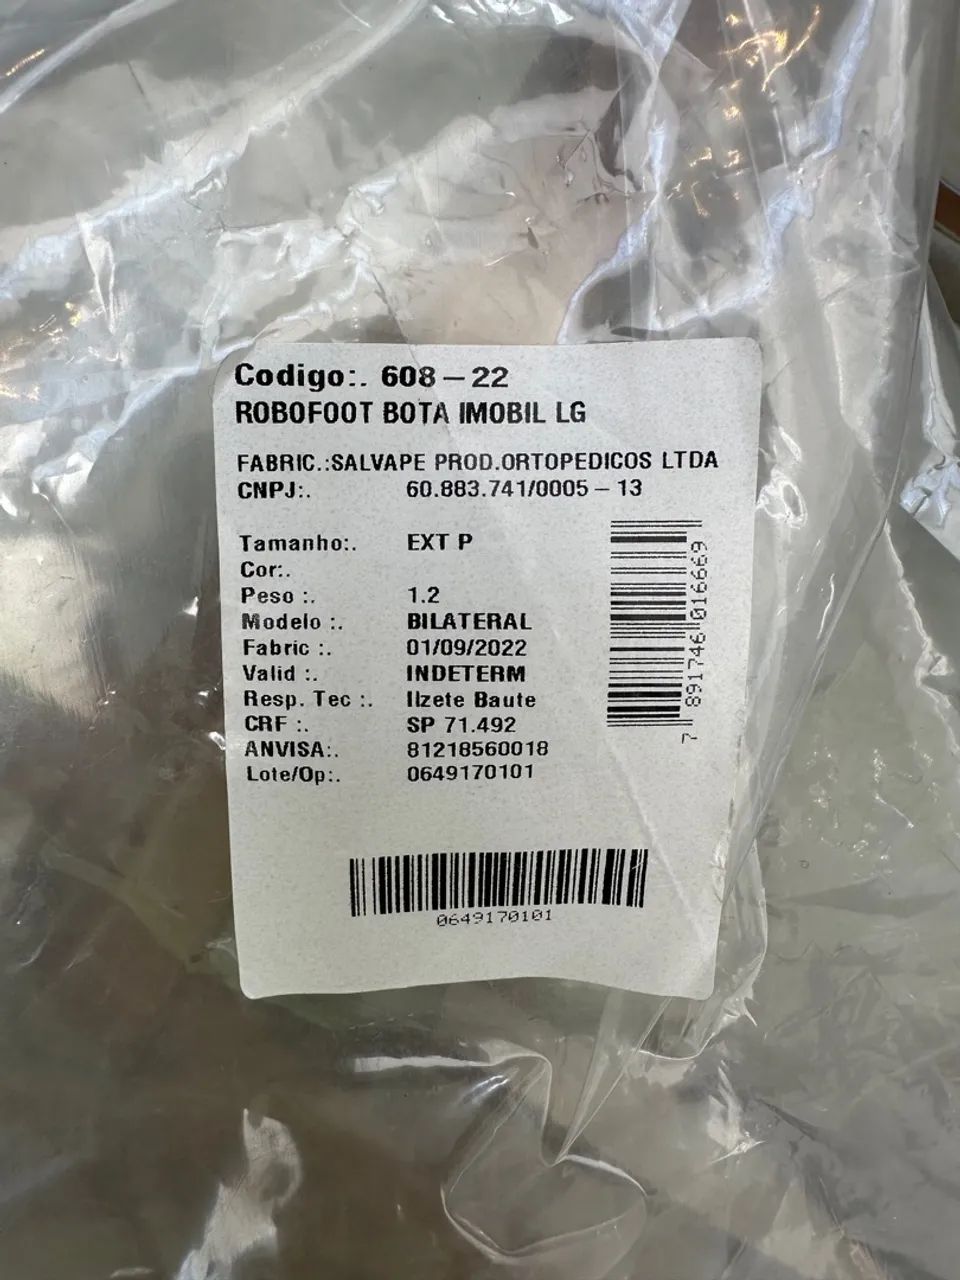 Codigo:. 608-22
ROBOFOOT BOTA IMOBIL LG
FABRIC.:SALVAPE PROD.ORTOPEDICOS LTDA
CNPJ:. 60.883.741/0005-13
Tamanho:. EXT P
Cor:.
Peso :. 1.2
Modelo :. BILATERAL
Fabric :. 01/09/2022
Valid :. INDETERM
Resp. Tec :. Ilzete Baute
CRF :. SP 71.492
ANVISA:. 81218560018
Lote/Op:. 0649170101
7 891746 016669
0649170101